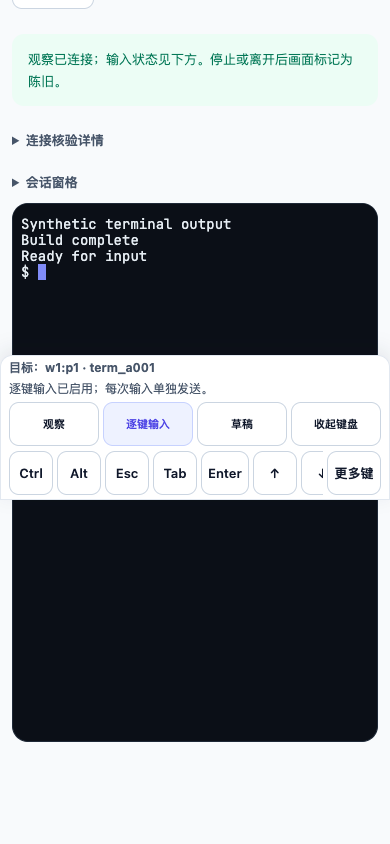 观察已连接；输入状态见下方。停止或离开后画面标记为
陈旧。
▶ 连接核验详情
▶ 会话窗格
Synthetic terminal output
Build complete
Ready for input
$
目标：w1:p1 · term_a001
逐键输入已启用；每次输入单独发送。
观察 逐键输入 草稿 收起键盘
Ctrl Alt Esc Tab Enter ↑ ↓ 更多键